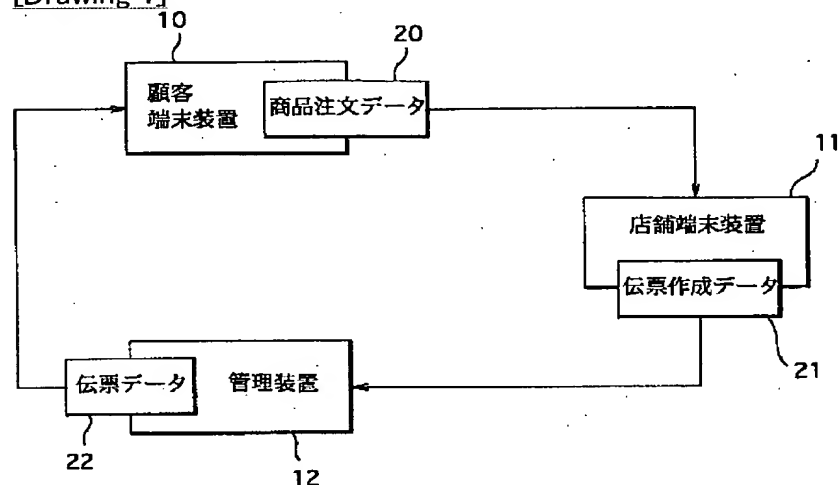 [Drawing 1]
10
20
顧客
端末装置
商品注文データ
11
店舗端末装置
伝票作成データ
21
伝票データ
管理装置
22
12